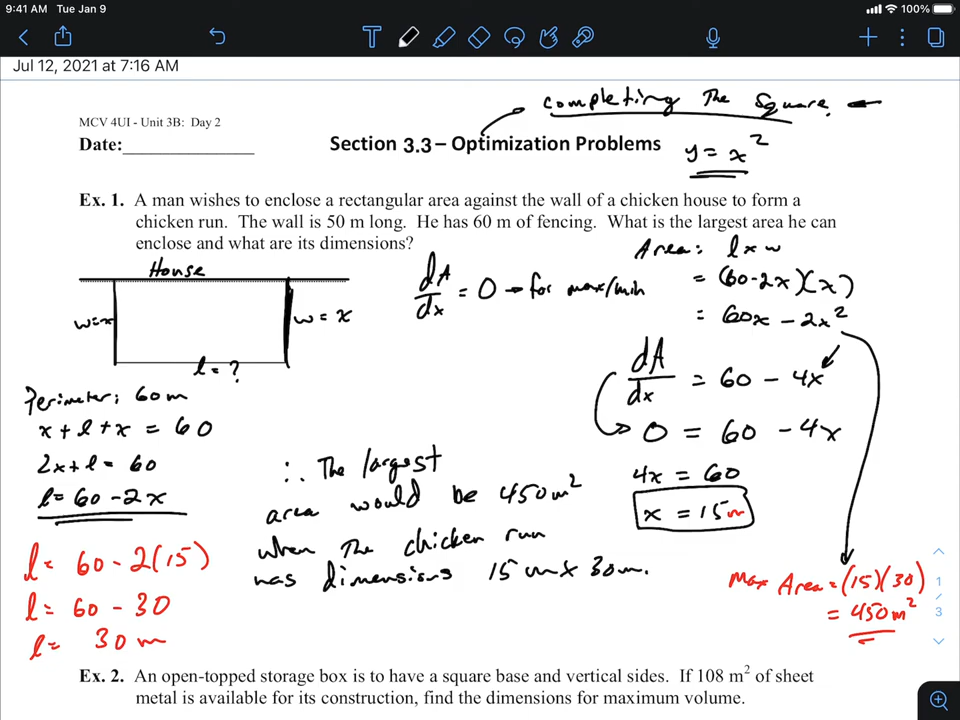 9:41 AM Tue Jan 9
100%
Jul 12, 2021 at 7:16 AM
completing The Square
MCV 4UI - Unit 3B: Day 2
Date:
Section 3.3 – Optimization Problems
y = x²
Ex. 1. A man wishes to enclose a rectangular area against the wall of a chicken house to form a
chicken run. The wall is 50 m long. He has 60 m of fencing. What is the largest area he can
enclose and what are its dimensions?
House
w=x
w = x
l = ?
dA/dx = 0 → for max/min
Area: l x w
= (60-2x)(x)
= 60x - 2x²
dA/dx = 60 - 4x
0 = 60 - 4x
4x = 60
x = 15m
Perimeter: 60m
x + l + x = 60
2x + l = 60
l = 60 - 2x
l = 60 - 2(15)
l = 60 - 30
l = 30 m
∴ The largest
area would be 450m²
when The chicken run
has dimensions 15 m x 30m.
Max Area = (15)(30)
= 450m²
1
/
3
Ex. 2. An open-topped storage box is to have a square base and vertical sides. If 108 m² of sheet
metal is available for its construction, find the dimensions for maximum volume.